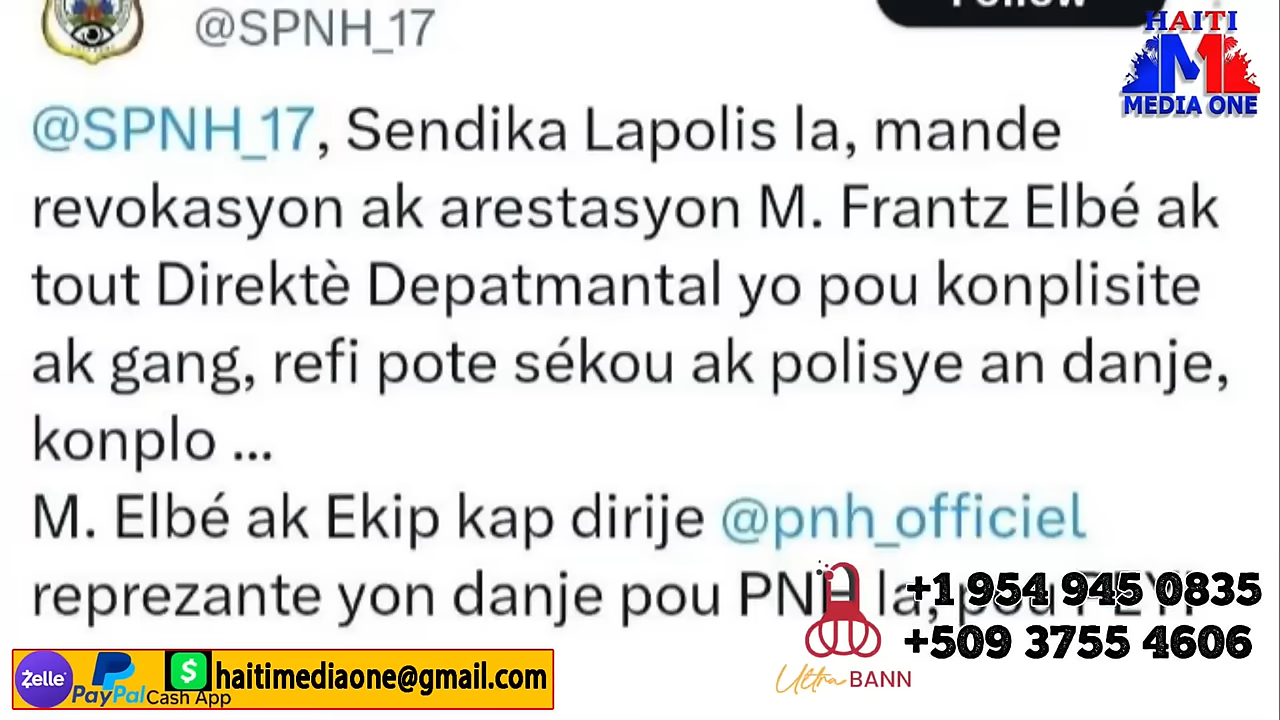 @SPNH_17
HAITI
MEDIA ONE
@SPNH_17, Sendika Lapolis la, mande
revokasyon ak arestasyon M. Frantz Elbé ak
tout Direktè Depatmantal yo pou konplisite
ak gang, refi pote sékou ak polisye an danje,
konplo ...
M. Elbé ak Ekip kap dirije @pnh_officiel
reprezante yon danje pou PNH la, pou PEYI
+1 954 945 0835
+509 3755 4606
Ultra BANN
Zelle PayPal Cash App haitimediaone@gmail.com